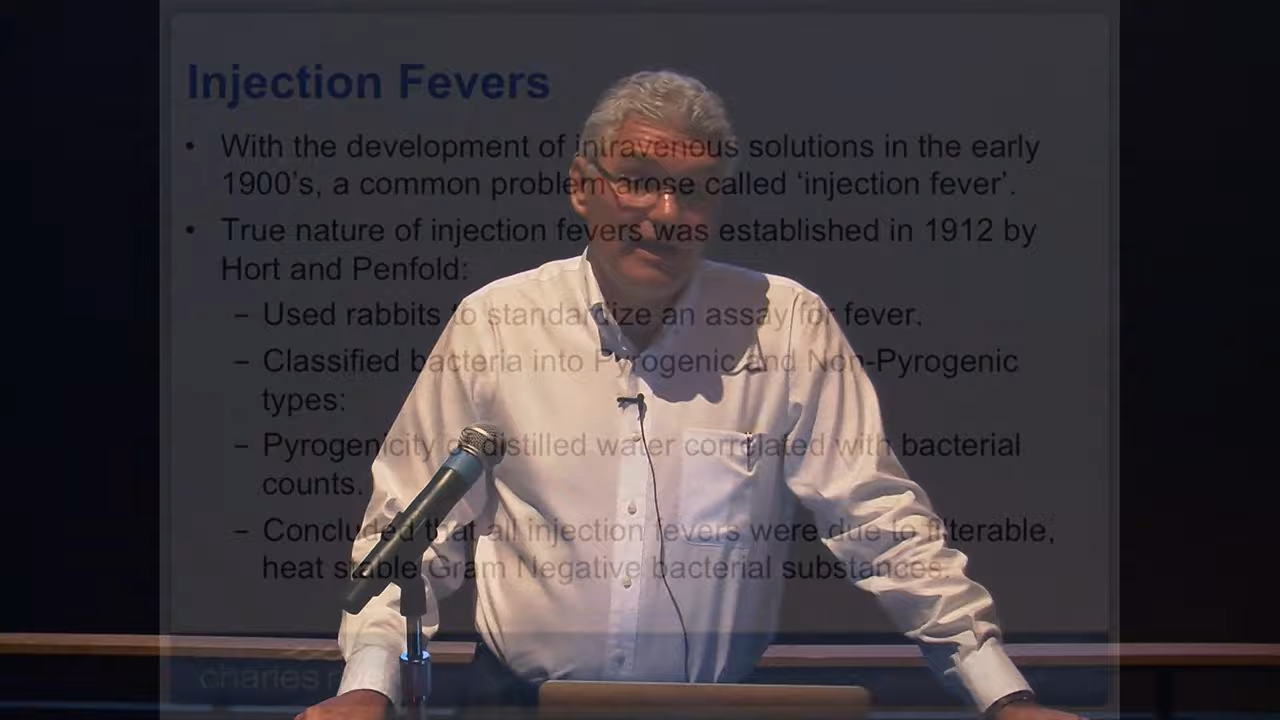 Injection Fevers
• With the development of intravenous solutions in the early
1900's, a common problem arose called 'injection fever'.
• True nature of injection fevers was established in 1912 by
Hort and Penfold:
– Used rabbits to standardize an assay for fever.
– Classified bacteria into Pyrogenic and Non-Pyrogenic
types:
– Pyrogenicity of distilled water correlated with bacterial
counts.
– Concluded that all injection fevers were due to filterable,
heat stable Gram Negative bacterial substances.
charles